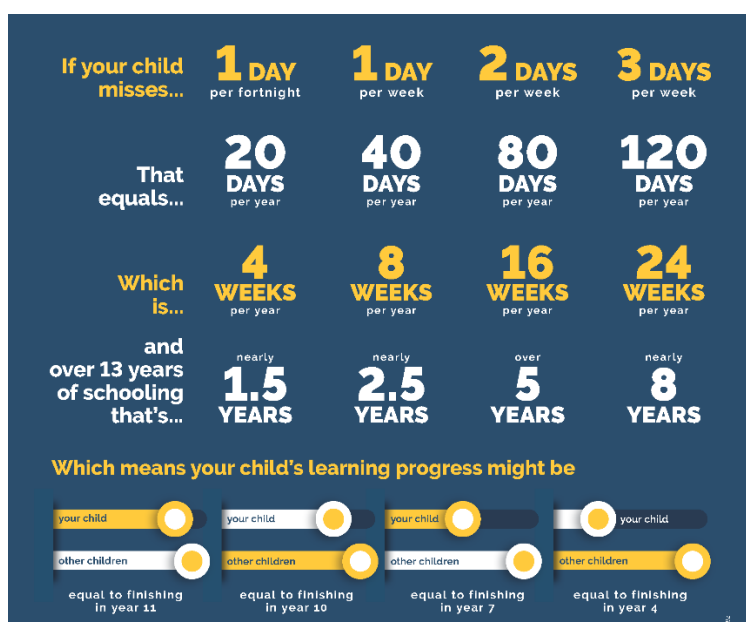 If your child misses...
1 DAY per fortnight
1 DAY per week
2 DAYS per week
3 DAYS per week
That equals...
20 DAYS per year
40 DAYS per year
80 DAYS per year
120 DAYS per year
Which is...
4 WEEKS per year
8 WEEKS per year
16 WEEKS per year
24 WEEKS per year
and over 13 years of schooling that's...
nearly 1.5 YEARS
nearly 2.5 YEARS
over 5 YEARS
nearly 8 YEARS
Which means your child's learning progress might be
your child
other children
equal to finishing in year 11
your child
other children
equal to finishing in year 10
your child
other children
equal to finishing in year 7
your child
other children
equal to finishing in year 4